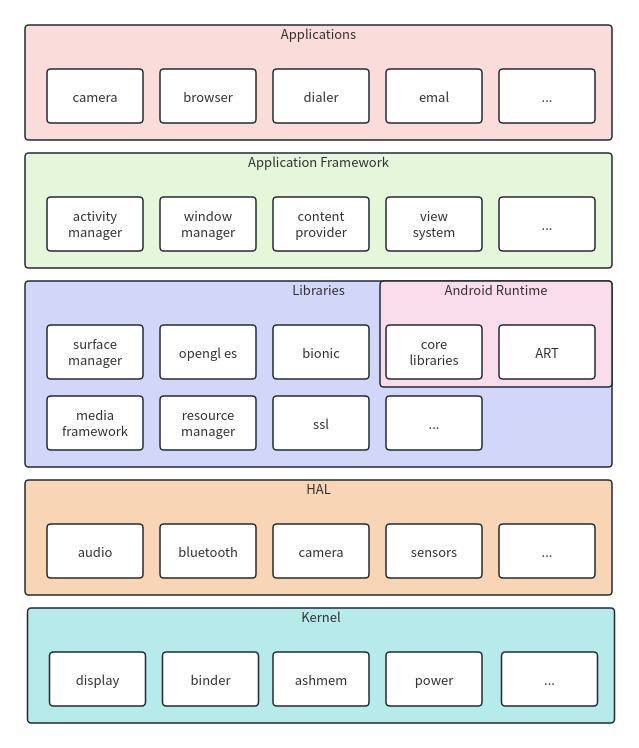 Applications
camera
browser
dialer
emal
...
Application Framework
activity
manager
window
manager
content
provider
view
system
...
Libraries
Android Runtime
surface
manager
opengl es
bionic
core
libraries
ART
media
framework
resource
manager
ssl
...
HAL
audio
bluetooth
camera
sensors
...
Kernel
display
binder
ashmem
power
...